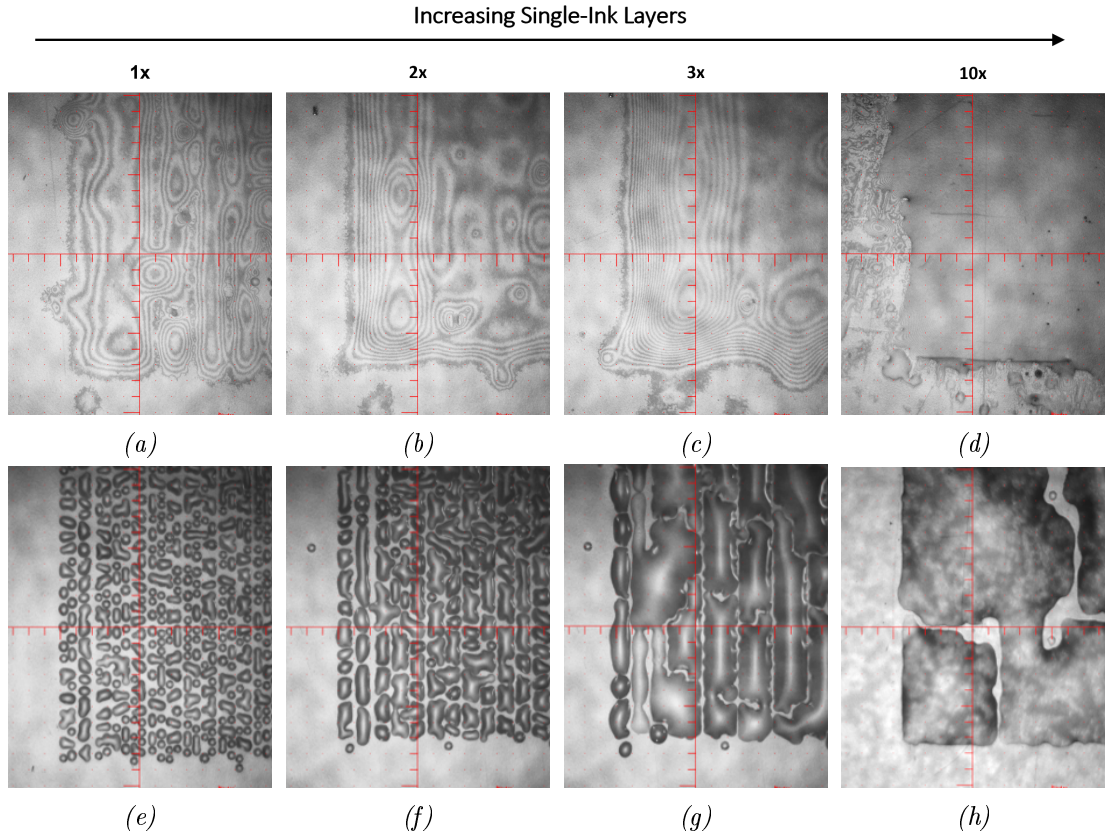 Increasing Single-Ink Layers
1x 2x 3x 10x
(a) (b) (c) (d)
(e) (f) (g) (h)